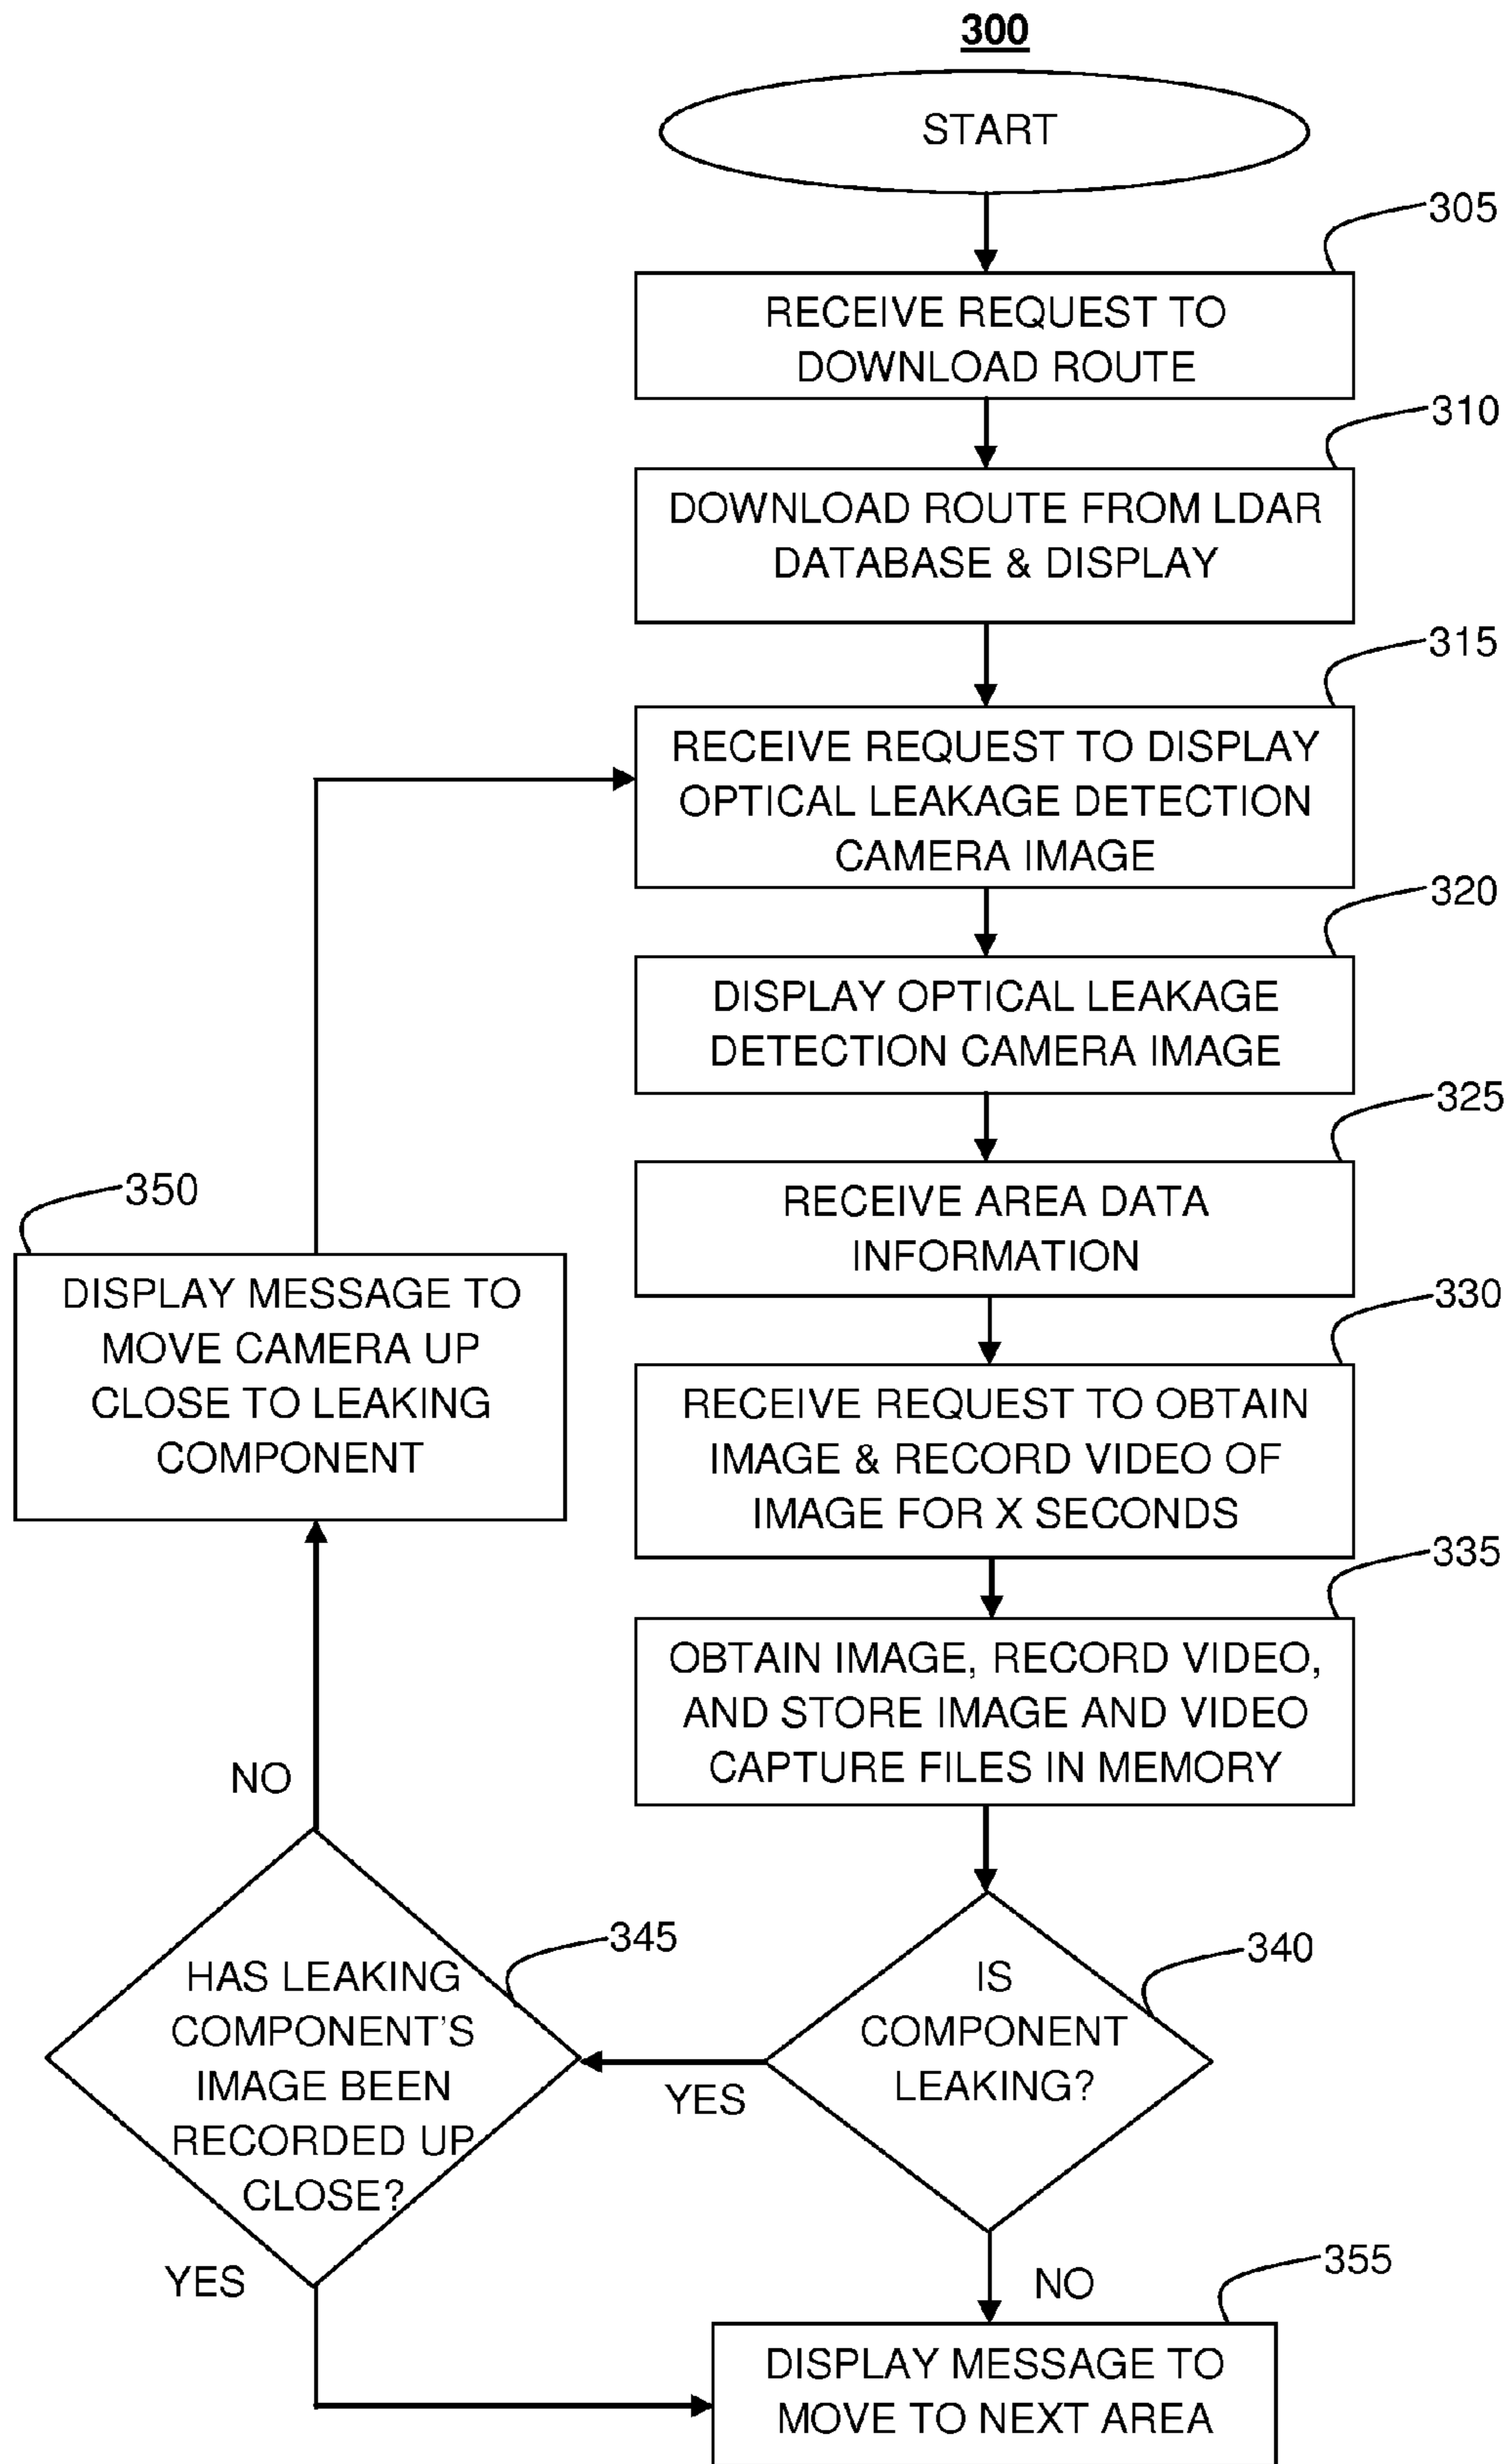 300
START
305
RECEIVE REQUEST TO
DOWNLOAD ROUTE
310
DOWNLOAD ROUTE FROM LDAR
DATABASE & DISPLAY
315
RECEIVE REQUEST TO DISPLAY
OPTICAL LEAKAGE DETECTION
CAMERA IMAGE
320
DISPLAY OPTICAL LEAKAGE
DETECTION CAMERA IMAGE
325
RECEIVE AREA DATA
INFORMATION
330
RECEIVE REQUEST TO OBTAIN
IMAGE & RECORD VIDEO OF
IMAGE FOR X SECONDS
335
OBTAIN IMAGE, RECORD VIDEO,
AND STORE IMAGE AND VIDEO
CAPTURE FILES IN MEMORY
340
IS
COMPONENT
LEAKING?
YES
NO
345
HAS LEAKING
COMPONENT'S
IMAGE BEEN
RECORDED UP
CLOSE?
NO
YES
350
DISPLAY MESSAGE TO
MOVE CAMERA UP
CLOSE TO LEAKING
COMPONENT
355
DISPLAY MESSAGE TO
MOVE TO NEXT AREA